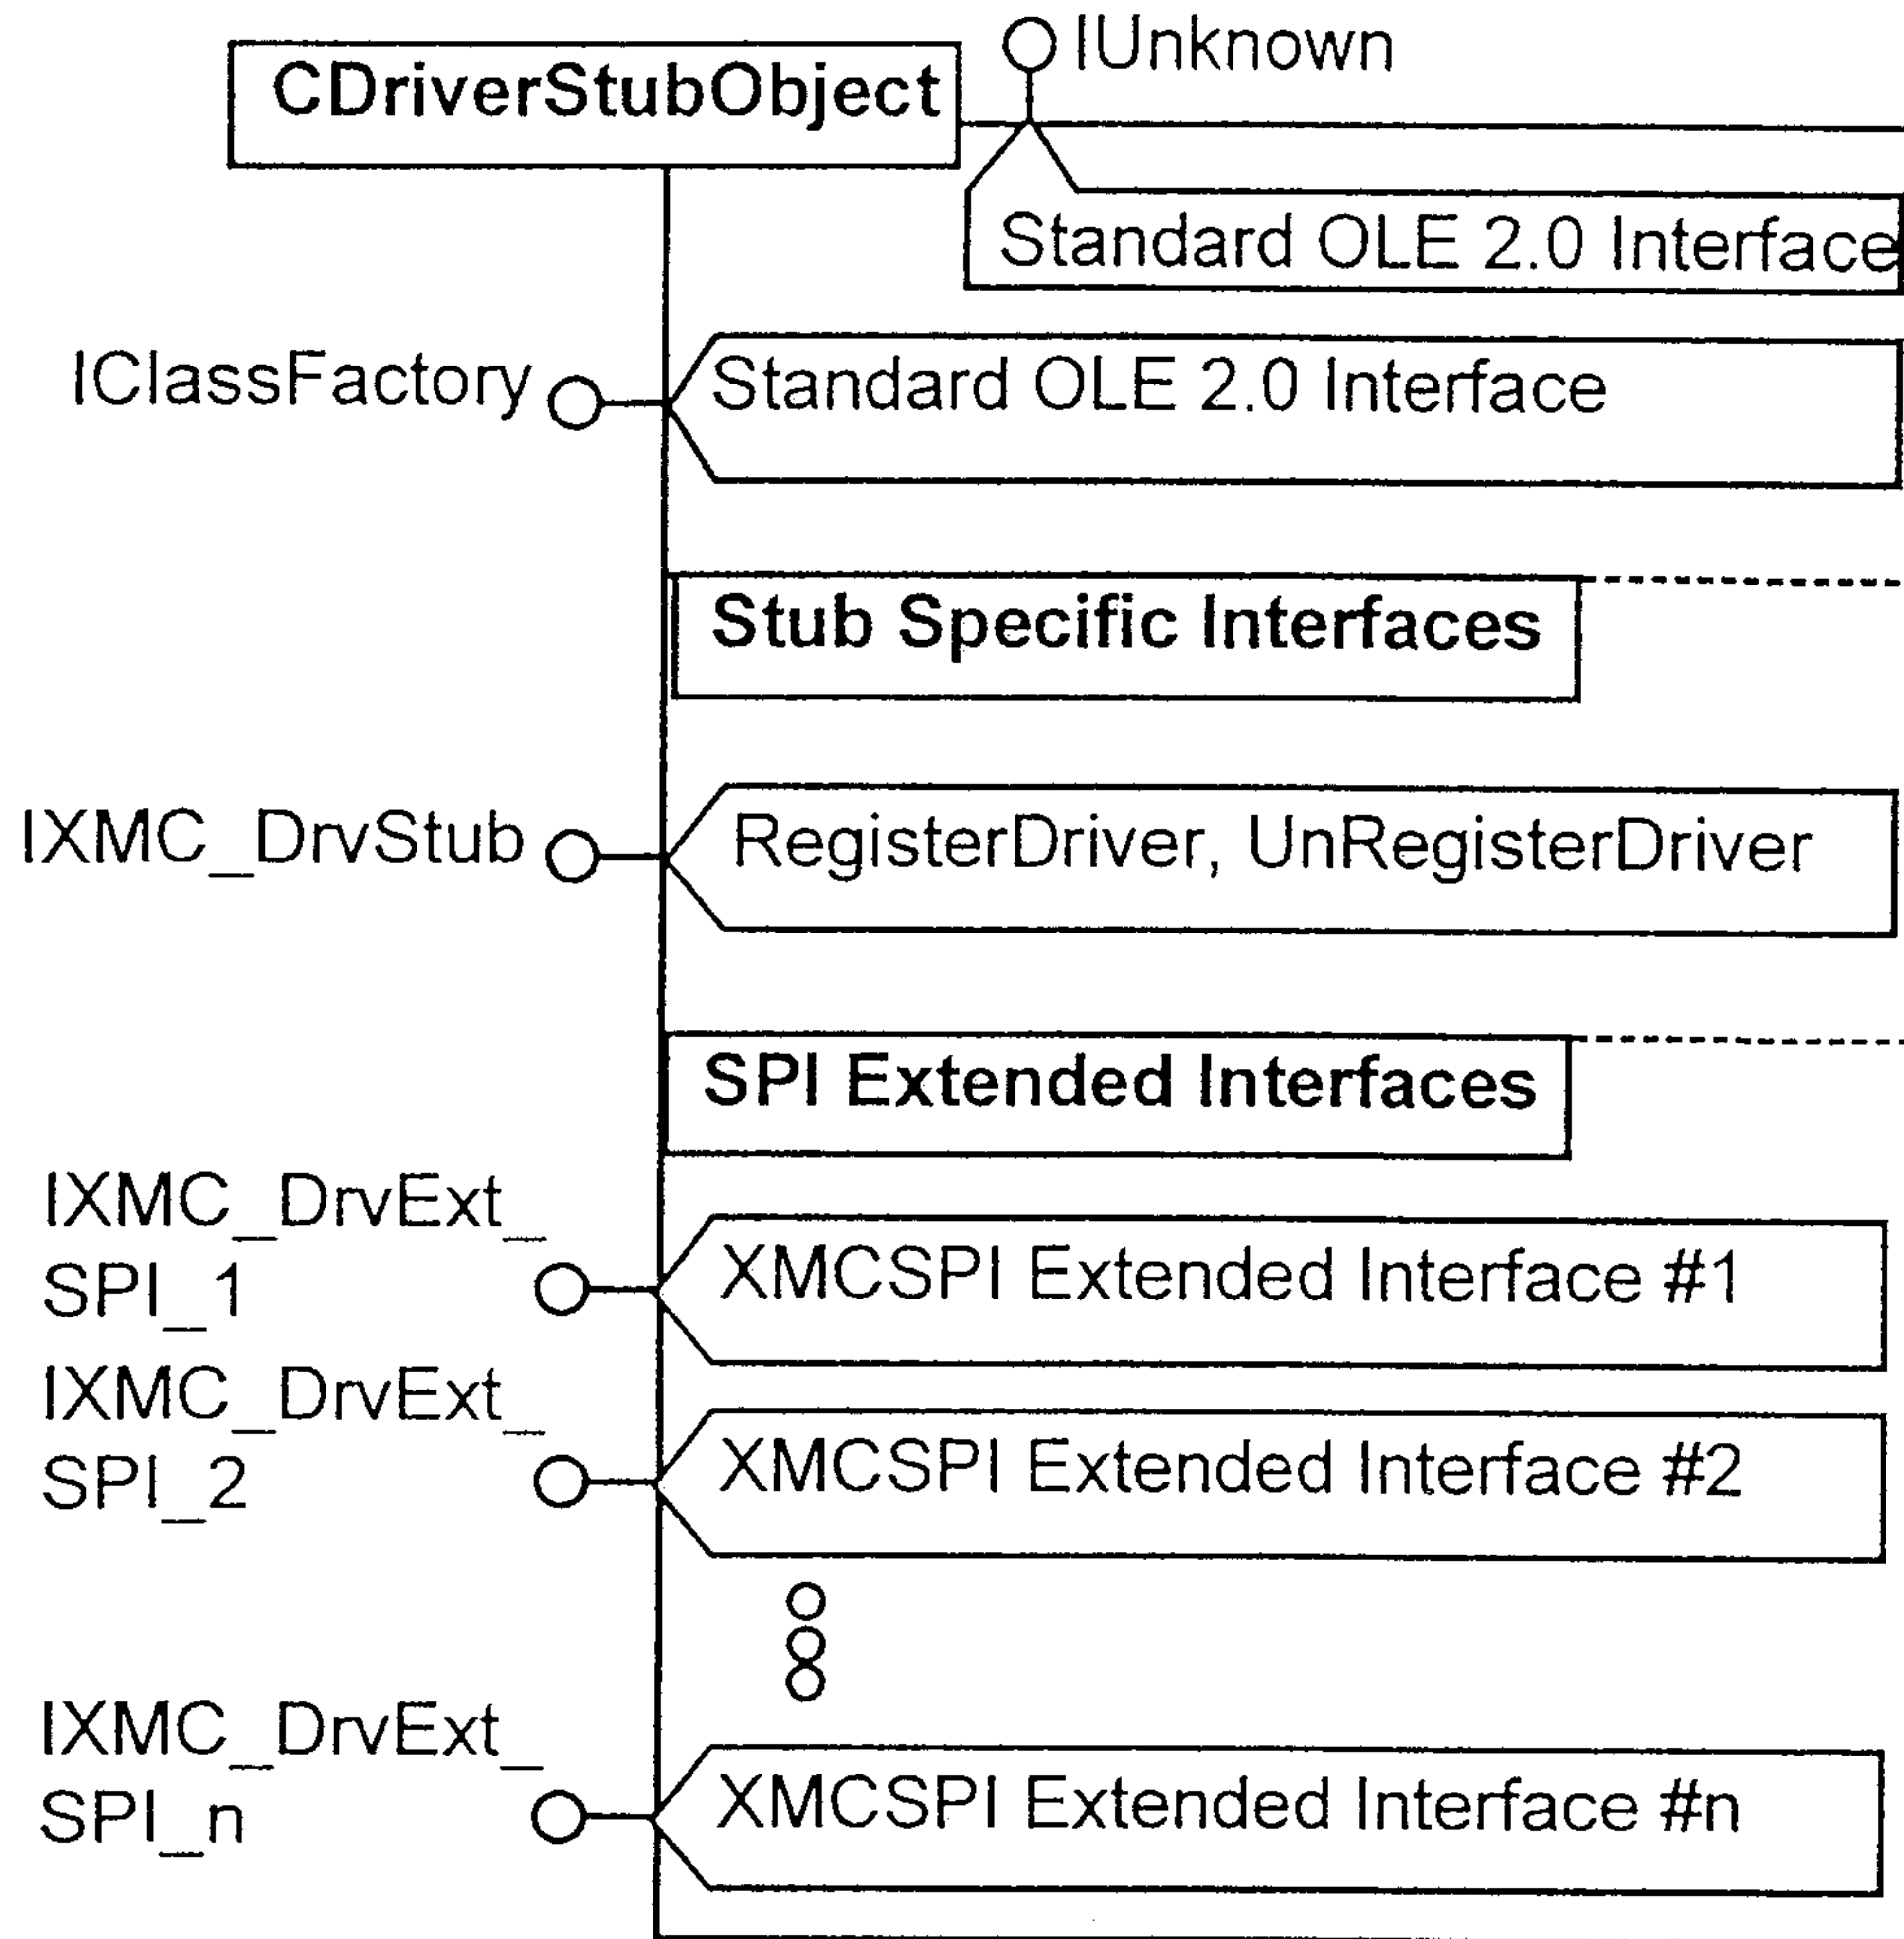 CDriverStubObject
IUnknown
Standard OLE 2.0 Interface
IClassFactory
Standard OLE 2.0 Interface
Stub Specific Interfaces
IXMC_DrvStub
RegisterDriver, UnRegisterDriver
SPI Extended Interfaces
IXMC_DrvExt_
SPI_1
XMCSPI Extended Interface #1
IXMC_DrvExt_
SPI_2
XMCSPI Extended Interface #2
IXMC_DrvExt_
SPI_n
XMCSPI Extended Interface #n